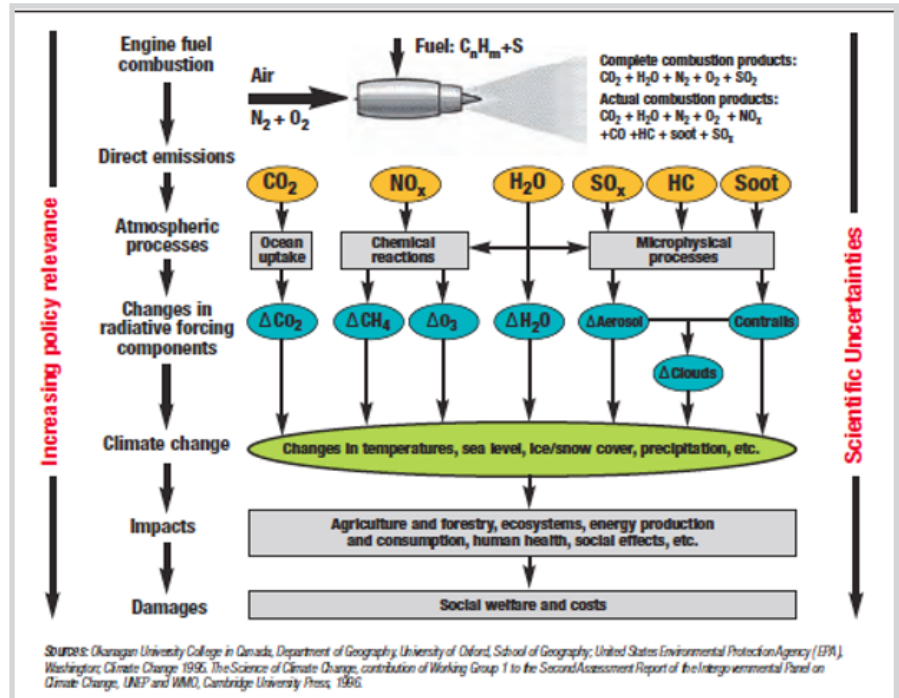 Engine fuel
combustion
Fuel: CₙHₘ+S
Air
N₂ + O₂
Complete combustion products:
CO₂ + H₂O + N₂ + O₂ + SO₂
Actual combustion products:
CO₂ + H₂O + N₂ + O₂ + NOₓ
+CO +HC + soot + SOₓ
Direct emissions
CO₂
NOₓ
H₂O
SOₓ
HC
Soot
Atmospheric
processes
Ocean
uptake
Chemical
reactions
Microphysical
processes
Changes in
radiative forcing
components
ΔCo₂
ΔCH₄
Δo₃
ΔH₂O
ΔAerosol
Contrails
ΔClouds
Climate change
Changes in temperatures, sea level, ice/snow cover, precipitation, etc.
Impacts
Agriculture and forestry, ecosystems, energy production
and consumption, human health, social effects, etc.
Damages
Social welfare and costs
Increasing policy relevance
Scientific Uncertainties
Sources: Okanagan University College in Canada, Department of Geography, University of Oxford, School of Geography; United States Environmental Protection Agency (EPA),
Washington; Climate Change 1995. The Science of Climate Change, contribution of Working Group 1 to the Second Assessment Report of the Intergovernmental Panel on
Climate Change, UNEP and WMO, Cambridge University Press, 1996.